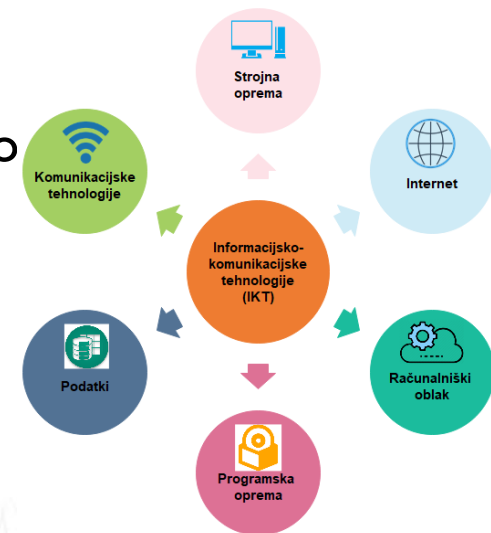 Strojna
oprema
o
Komunikacijske
tehnologije
Internet
Informacijsko-
komunikacijske
tehnologije
(IKT)
Podatki
Računalniški
oblak
Programska
oprema